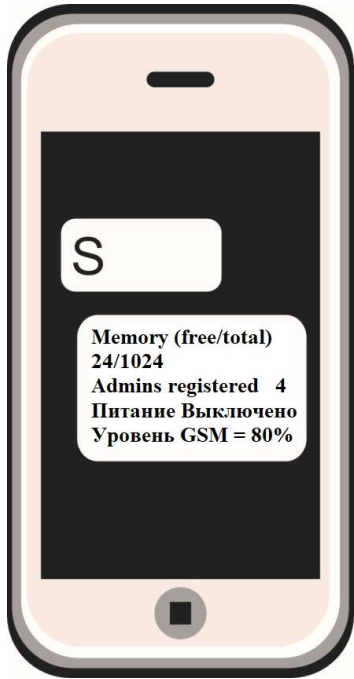 S
Memory (free/total)
24/1024
Admins registered 4
Питание Выключено
Уровень GSM = 80%